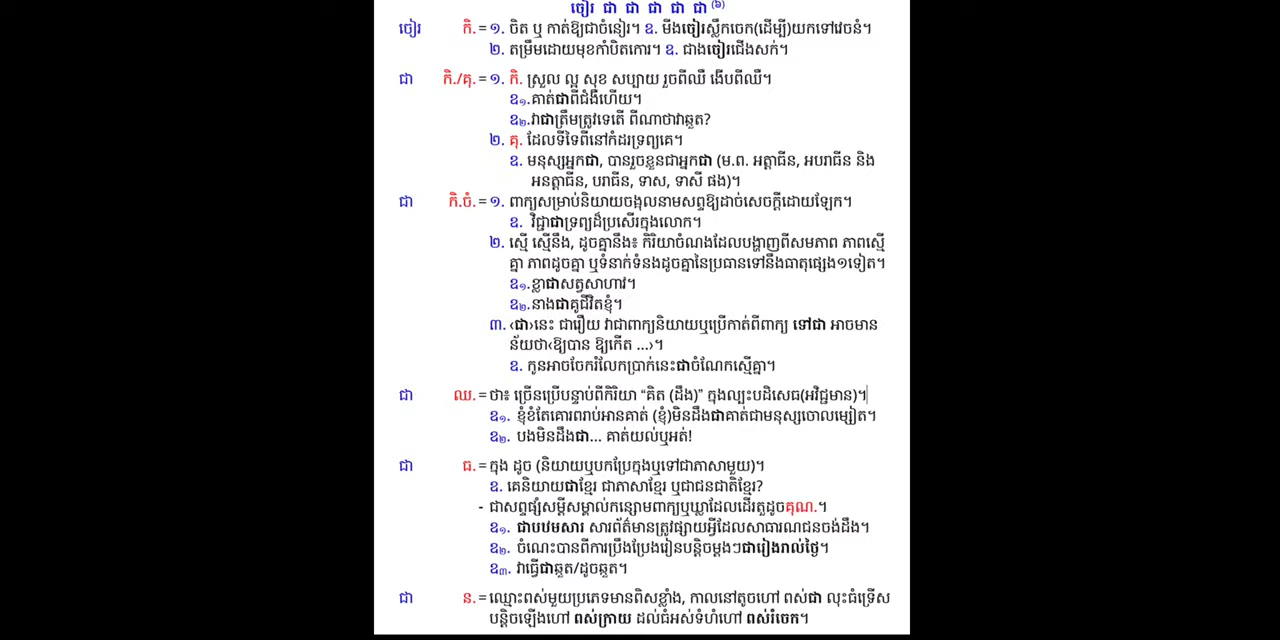 ចៀរ ជា ជា ជា ជា ជា (៦)
ចៀរ កិ. = ១. ចិត ឬ កាត់ឱ្យជាចំនៀរ។ ឧ. មីងចៀរស្លឹកចេក(ដើម្បី)យកទៅវេចនំ។
២. តម្រឹមដោយមុខកាំបិតកោរ។ ឧ. ជាងចៀរជើងសក់។
ជា កិ./គុ. = ១. កិ. ស្រួល ល្អ សុខ សប្បាយ រួចពីឈឺ ងើបពីឈឺ។
ឧ១.គាត់ជាពីជំងឺហើយ។
ឧ២.វាជាត្រឹមត្រូវទេតើ ពីណាថាវាឆ្កួត?
២. គុ. ដែលទីទៃពីនៅកំដរទ្រព្យគេ។
ឧ. មនុស្សអ្នកជា, បានរួចខ្លួនជាអ្នកជា (ម.ព. អត្តាធីន, អបរាធីន និង
អនត្តាធីន, បរាធីន, ទាស, ទាសី ផង)។
ជា កិ.ចំ. = ១. ពាក្យសម្រាប់និយាយចង្អុលនាមសព្ទឱ្យដាច់សេចក្ដីដោយឡែក។
ឧ. វិជ្ជាជាទ្រព្យដ៏ប្រសើរក្នុងលោក។
២. ស្មើ ស្មើនឹង, ដូចគ្នានឹង៖ កិរិយាចំណងដែលបង្ហាញពីសមភាព ភាពស្មើ
គ្នា ភាពដូចគ្នា ឬទំនាក់ទំនងដូចគ្នានៃប្រធានទៅនឹងធាតុផ្សេង១ទៀត។
ឧ១.ខ្លាជាសត្វសាហាវ។
ឧ២.នាងជាគូជីវិតខ្ញុំ។
៣. ‹ជា›នេះ ជារឿយ វាជាពាក្យនិយាយឬប្រើកាត់ពីពាក្យ ទៅជា អាចមាន
ន័យថា‹ឱ្យបាន ឱ្យកើត ...›។
ឧ. កូនអាចចែករំលែកប្រាក់នេះជាចំណែកស្មើគ្នា។
ជា ឈ. = ថា៖ ច្រើនប្រើបន្ទាប់ពីកិរិយា “គិត (ដឹង)” ក្នុងល្បះបដិសេធ(អវិជ្ជមាន)។
ឧ១. ខ្ញុំខំតែគោរពរាប់អានគាត់ (ខ្ញុំ)មិនដឹងជាគាត់ជាមនុស្សចោលម្សៀត។
ឧ២. បងមិនដឹងជា... គាត់យល់ឬអត់!
ជា ធ. = ក្នុង ដូច (និយាយឬបកប្រែក្នុងឬទៅជាភាសាមួយ)។
ឧ. គេនិយាយជាខ្មែរ ជាភាសាខ្មែរ ឬជាជនជាតិខ្មែរ?
- ជាសព្ទផ្សំសម្ដីសម្គាល់កន្សោមពាក្យឬឃ្លាដែលដើរតួដូចគុណ.។
ឧ១. ជាបឋមសារ សារព័ត៌មានត្រូវផ្សាយអ្វីដែលសាធារណជនចង់ដឹង។
ឧ២. ចំណេះបានពីការប្រឹងប្រែងរៀនបន្តិចម្ដងៗជារៀងរាល់ថ្ងៃ។
ឧ៣. វាធ្វើជាឆ្កួត/ដូចឆ្កួត។
ជា ន. = ឈ្មោះពស់មួយប្រភេទមានពិសខ្លាំង, កាលនៅតូចហៅ ពស់ជា លុះធំទ្រើស
បន្តិចឡើងហៅ ពស់ក្រាយ ដល់ធំអស់ទំហំហៅ ពស់រំចេក។